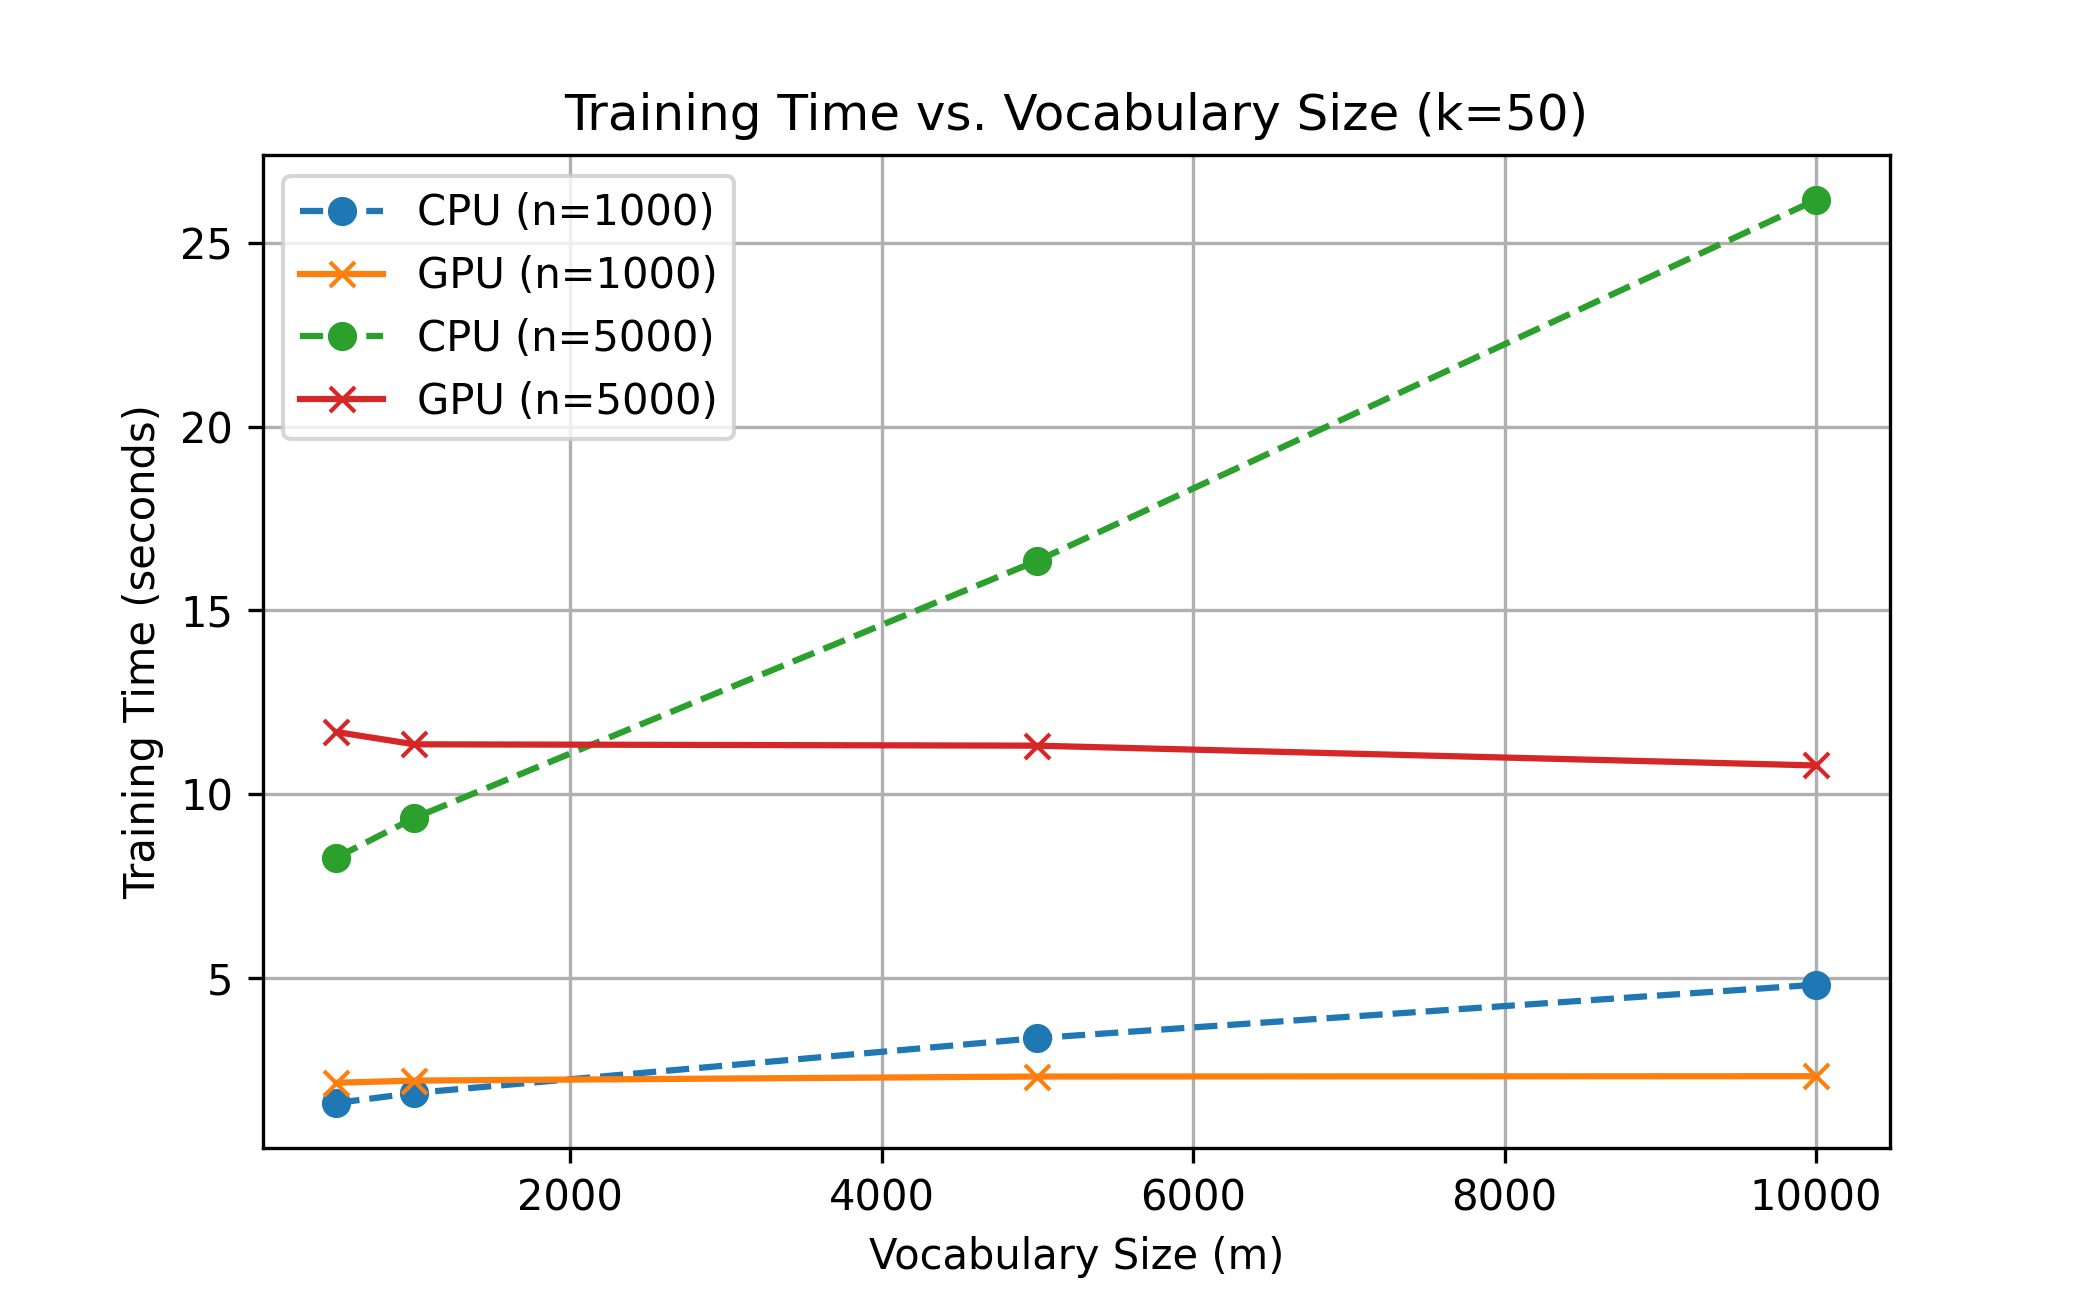 Training Time vs. Vocabulary Size (k=50)
CPU (n=1000)
GPU (n=1000)
CPU (n=5000)
GPU (n=5000)
Training Time (seconds)
25
20
15
10
5
2000 4000 6000 8000 10000
Vocabulary Size (m)